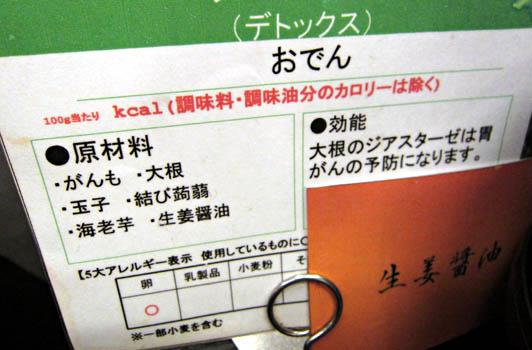 (デトックス)
おでん
100g当たり kcal(調味料・調味油分のカロリーは除く)
●原材料
・がんも ・大根
・玉子 ・結び蒟蒻
・海老芋 ・生姜醤油
●効能
大根のジアスターゼは胃
がんの予防になります。
【5大アレルギー表示 使用しているものに〇
卵 乳製品 小麦粉 そ
〇
※一部小麦を含む
生姜醤油